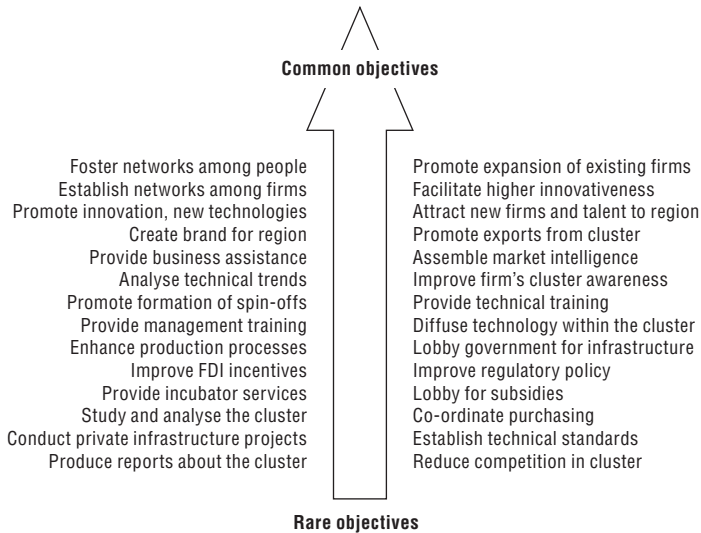 Common objectives
Foster networks among people
Establish networks among firms
Promote innovation, new technologies
Create brand for region
Provide business assistance
Analyse technical trends
Promote formation of spin-offs
Provide management training
Enhance production processes
Improve FDI incentives
Provide incubator services
Study and analyse the cluster
Conduct private infrastructure projects
Produce reports about the cluster
Promote expansion of existing firms
Facilitate higher innovativeness
Attract new firms and talent to region
Promote exports from cluster
Assemble market intelligence
Improve firm's cluster awareness
Provide technical training
Diffuse technology within the cluster
Lobby government for infrastructure
Improve regulatory policy
Lobby for subsidies
Co-ordinate purchasing
Establish technical standards
Reduce competition in cluster
Rare objectives